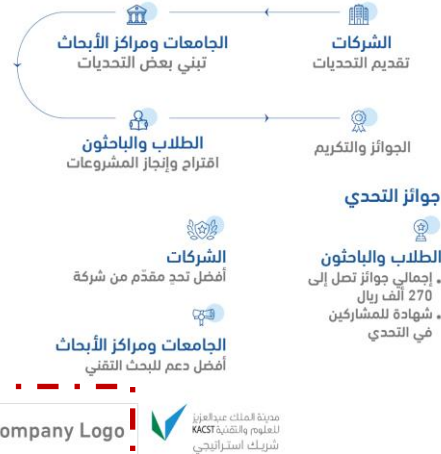 الشركات
تقديم التحديات
الجامعات ومراكز الأبحاث
تبني بعض التحديات
الطلاب والباحثون
اقتراح وإنجاز المشروعات
الجوائز والتكريم
جوائز التحدي
الطلاب والباحثون
. إجمالي جوائز تصل إلى
270 ألف ريال
. شهادة للمشاركين
في التحدي
الشركات
أفضل تحدٍ مقدّم من شركة
الجامعات ومراكز الأبحاث
أفضل دعم للبحث التقني
ompany Logo
مدينة الملك عبدالعزيز
للعلوم والتقنية KACST
شريك استراتيجي